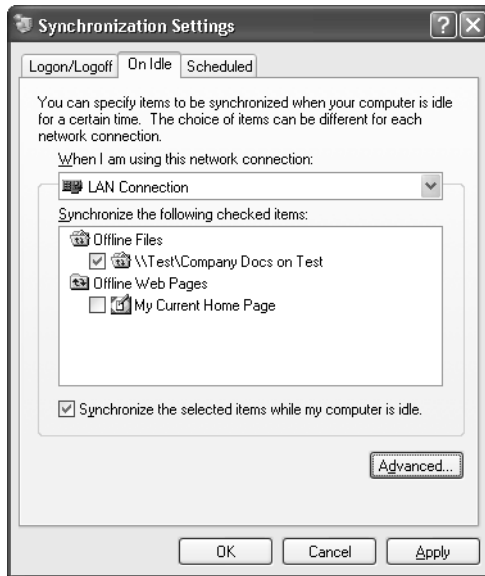 Synchronization Settings
Logon/Logoff
On Idle
Scheduled
You can specify items to be synchronized when your computer is idle
for a certain time. The choice of items can be different for each
network connection.
When I am using this network connection:
LAN Connection
Synchronize the following checked items:
Offline Files
\\Test\Company Docs on Test
Offline Web Pages
My Current Home Page
Synchronize the selected items while my computer is idle.
Advanced...
OK
Cancel
Apply